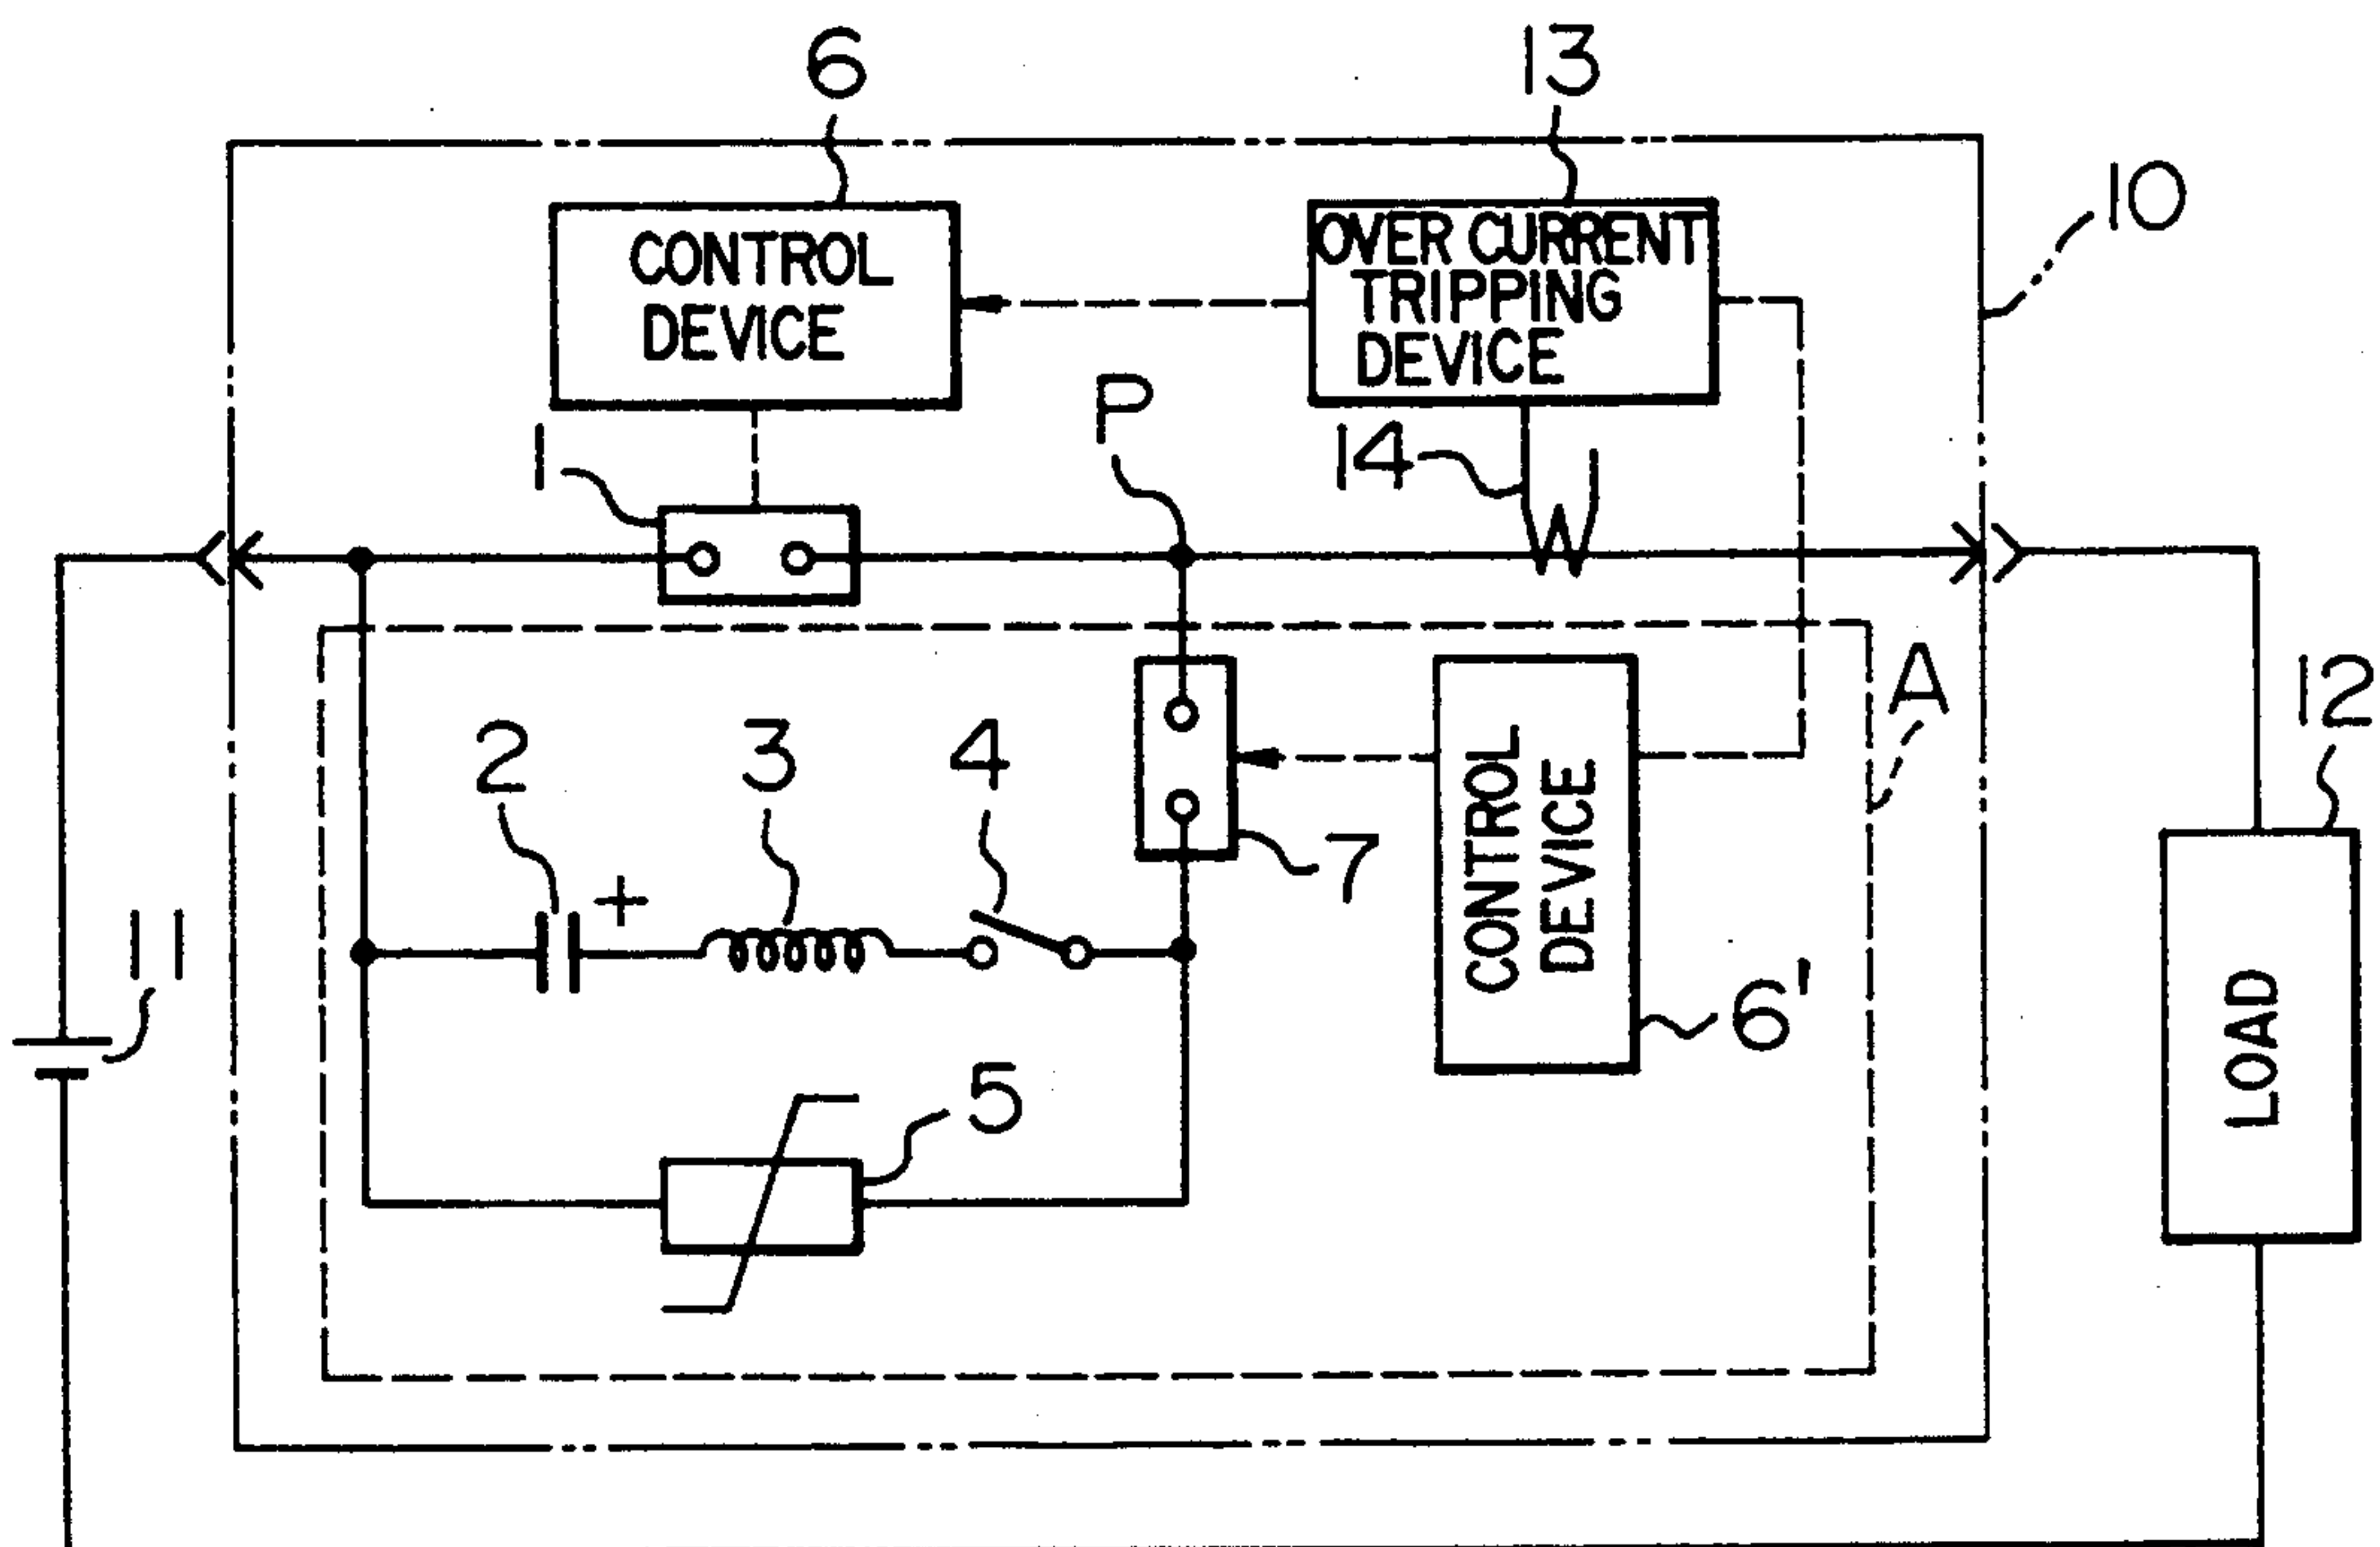 6
13
10
CONTROL
DEVICE
OVER CURRENT
TRIPPING
DEVICE
P
1
14
A
12
2
3
4
+
7
CONTROL
DEVICE
11
6'
LOAD
5